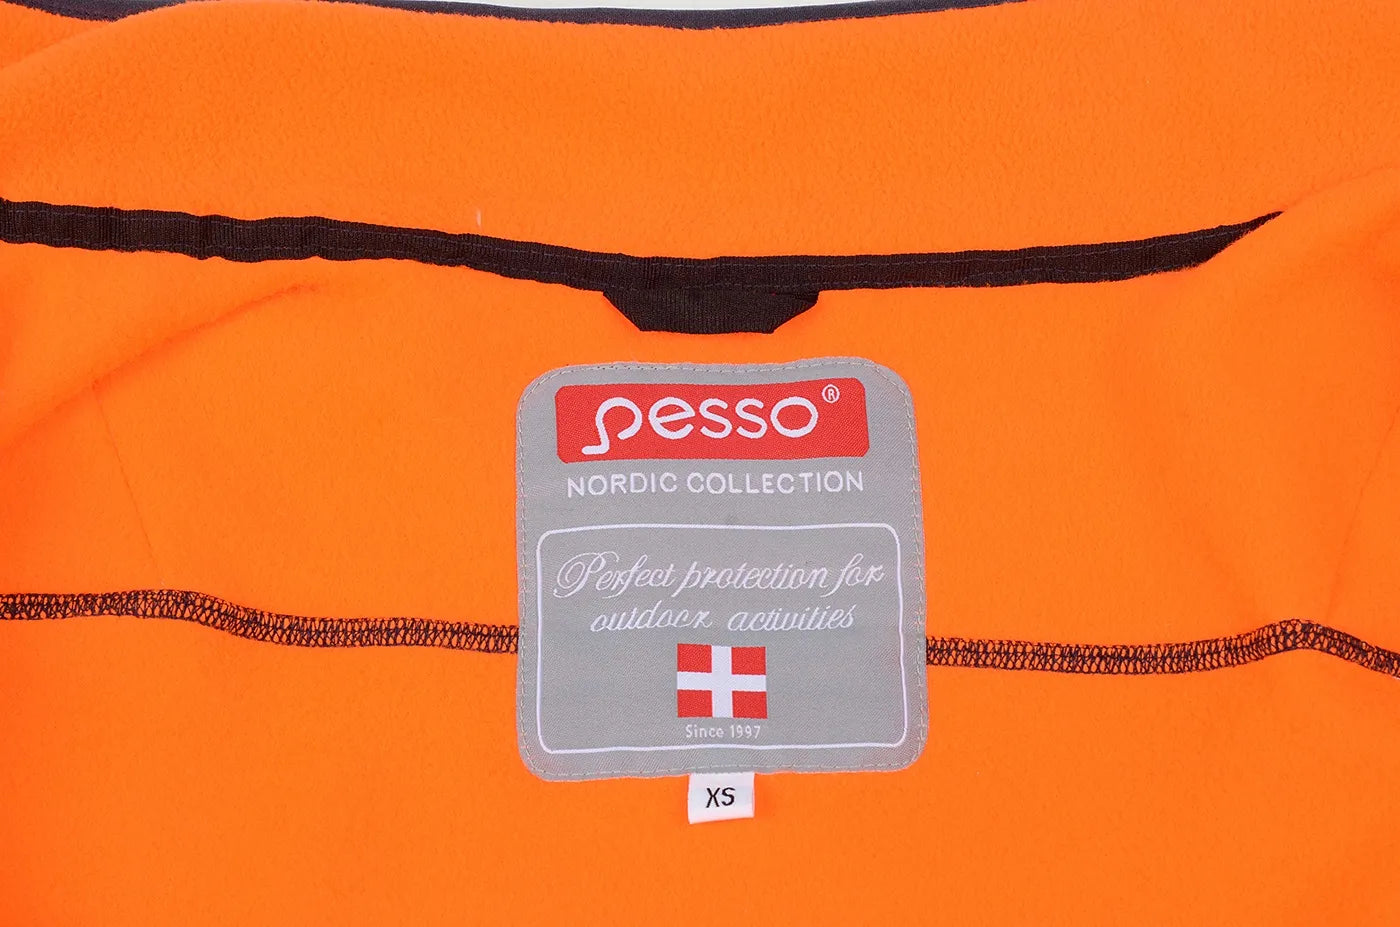 pesso®
NORDIC COLLECTION
Perfect protection for
outdoor activities
Since 1997
XS